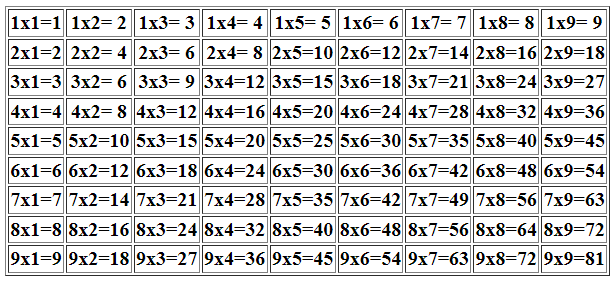 1x1=1 1x2= 2 1x3= 3 1x4= 4 1x5= 5 1x6= 6 1x7= 7 1x8= 8 1x9= 9
2x1=2 2x2= 4 2x3= 6 2x4= 8 2x5=10 2x6=12 2x7=14 2x8=16 2x9=18
3x1=3 3x2= 6 3x3= 9 3x4=12 3x5=15 3x6=18 3x7=21 3x8=24 3x9=27
4x1=4 4x2= 8 4x3=12 4x4=16 4x5=20 4x6=24 4x7=28 4x8=32 4x9=36
5x1=5 5x2=10 5x3=15 5x4=20 5x5=25 5x6=30 5x7=35 5x8=40 5x9=45
6x1=6 6x2=12 6x3=18 6x4=24 6x5=30 6x6=36 6x7=42 6x8=48 6x9=54
7x1=7 7x2=14 7x3=21 7x4=28 7x5=35 7x6=42 7x7=49 7x8=56 7x9=63
8x1=8 8x2=16 8x3=24 8x4=32 8x5=40 8x6=48 8x7=56 8x8=64 8x9=72
9x1=9 9x2=18 9x3=27 9x4=36 9x5=45 9x6=54 9x7=63 9x8=72 9x9=81